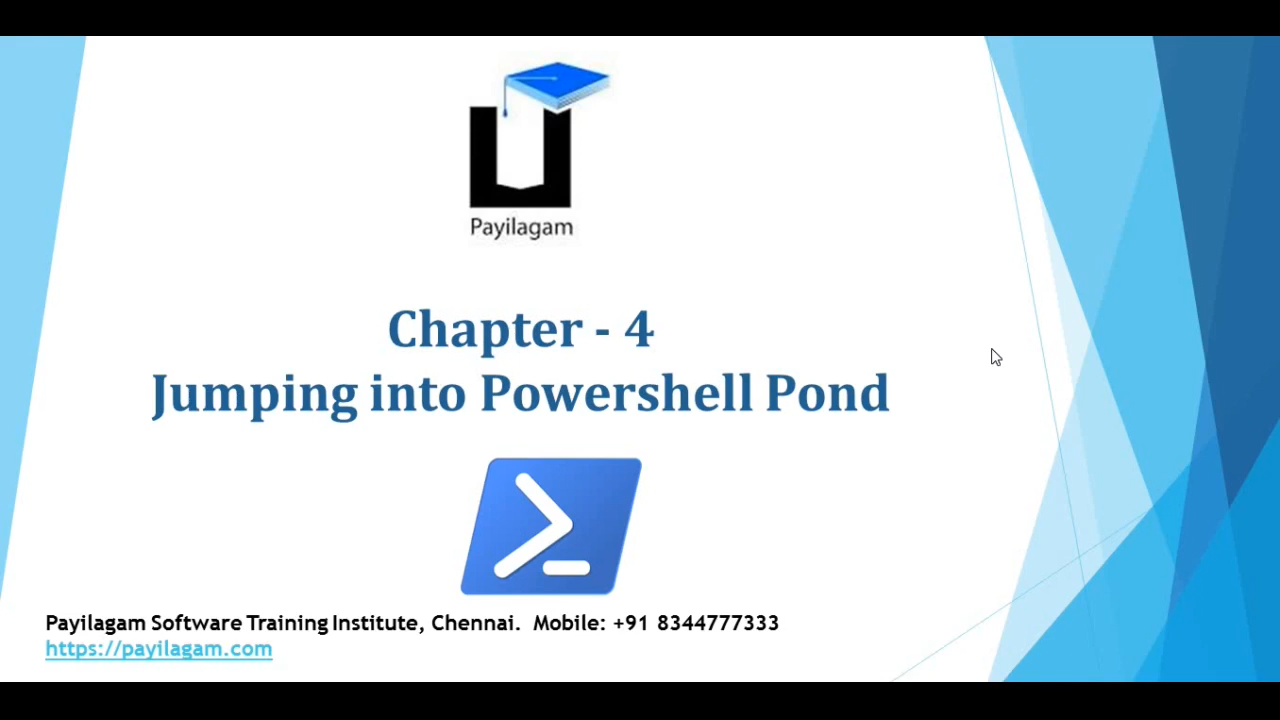 Payilagam
Chapter - 4
Jumping into Powershell Pond
Payilagam Software Training Institute, Chennai. Mobile: +91 8344777333
https://payilagam.com